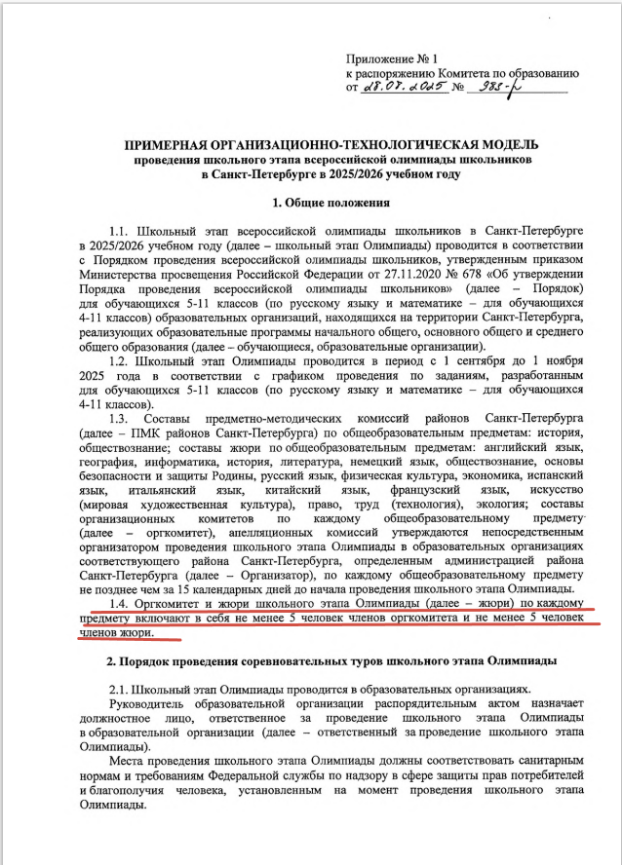 Приложение № 1
к распоряжению Комитета по образованию
от 28.07.2025 № 985-р
ПРИМЕРНАЯ ОРГАНИЗАЦИОННО-ТЕХНОЛОГИЧЕСКАЯ МОДЕЛЬ
проведения школьного этапа всероссийской олимпиады школьников
в Санкт-Петербурге в 2025/2026 учебном году
1. Общие положения
1.1. Школьный этап всероссийской олимпиады школьников в Санкт-Петербурге
в 2025/2026 учебном году (далее – школьный этап Олимпиады) проводится в соответствии
с Порядком проведения всероссийской олимпиады школьников, утвержденным приказом
Министерства просвещения Российской Федерации от 27.11.2020 № 678 «Об утверждении
Порядка проведения всероссийской олимпиады школьников» (далее – Порядок)
для обучающихся 5-11 классов (по русскому языку и математике – для обучающихся
4-11 классов) образовательных организаций, находящихся на территории Санкт-Петербурга,
реализующих образовательные программы начального общего, основного общего и среднего
общего образования (далее – обучающиеся, образовательные организации).
1.2. Школьный этап Олимпиады проводится в период с 1 сентября до 1 ноября
2025 года в соответствии с графиком проведения по заданиям, разработанным
для обучающихся 5-11 классов (по русскому языку и математике – для обучающихся
4-11 классов).
1.3. Составы предметно-методических комиссий районов Санкт-Петербурга
(далее – ПМК районов Санкт-Петербурга) по общеобразовательным предметам: история,
обществознание; составы жюри по общеобразовательным предметам: английский язык,
география, информатика, история, литература, немецкий язык, обществознание, основы
безопасности и защиты Родины, русский язык, физическая культура, экономика, испанский
язык, итальянский язык, китайский язык, французский язык, искусство
(мировая художественная культура), право, труд (технология), экология; составы
организационных комитетов по каждому общеобразовательному предмету
(далее – оргкомитет), апелляционных комиссий утверждаются непосредственным
организатором проведения школьного этапа Олимпиады в образовательных организациях
соответствующего района Санкт-Петербурга, определенным администрацией района
Санкт-Петербурга (далее – Организатор), по каждому общеобразовательному предмету
не позднее чем за 15 календарных дней до начала проведения школьного этапа Олимпиады.
1.4. Оргкомитет и жюри школьного этапа Олимпиады (далее – жюри) по каждому
предмету включают в себя не менее 5 человек членов оргкомитета и не менее 5 человек
членов жюри.
2. Порядок проведения соревновательных туров школьного этапа Олимпиады
2.1. Школьный этап Олимпиады проводится в образовательных организациях.
Руководитель образовательной организации распорядительным актом назначает
должностное лицо, ответственное за проведение школьного этапа Олимпиады
в образовательной организации (далее – ответственный за проведение школьного этапа
Олимпиады).
Места проведения школьного этапа Олимпиады должны соответствовать санитарным
нормам и требованиям Федеральной службы по надзору в сфере защиты прав потребителей
и благополучия человека, установленным на момент проведения школьного этапа
Олимпиады.